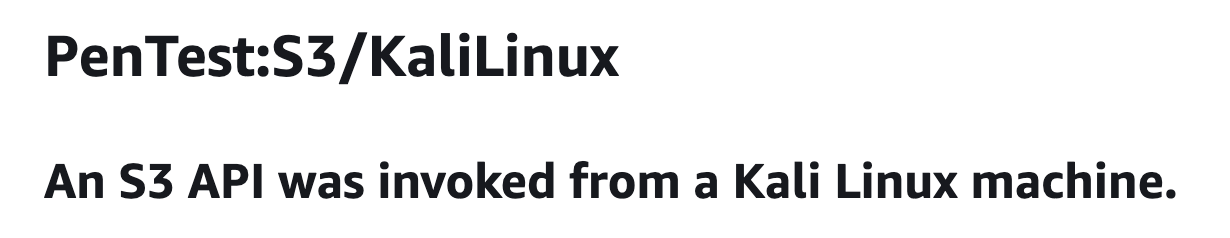 PenTest:S3/KaliLinux
An S3 API was invoked from a Kali Linux machine.